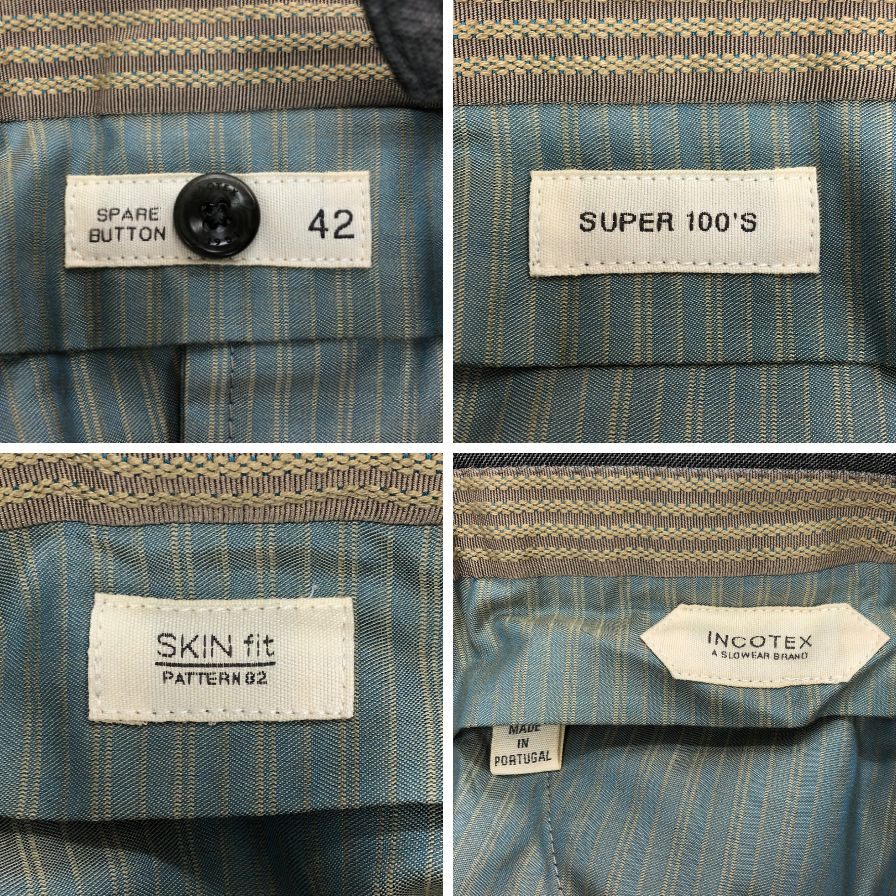 SPARE
BUTTON
42
SUPER 100'S
SKIN fit
PATTERN 82
INCOTEX
A SLOWEAR BRAND
MADE
IN
PORTUGAL